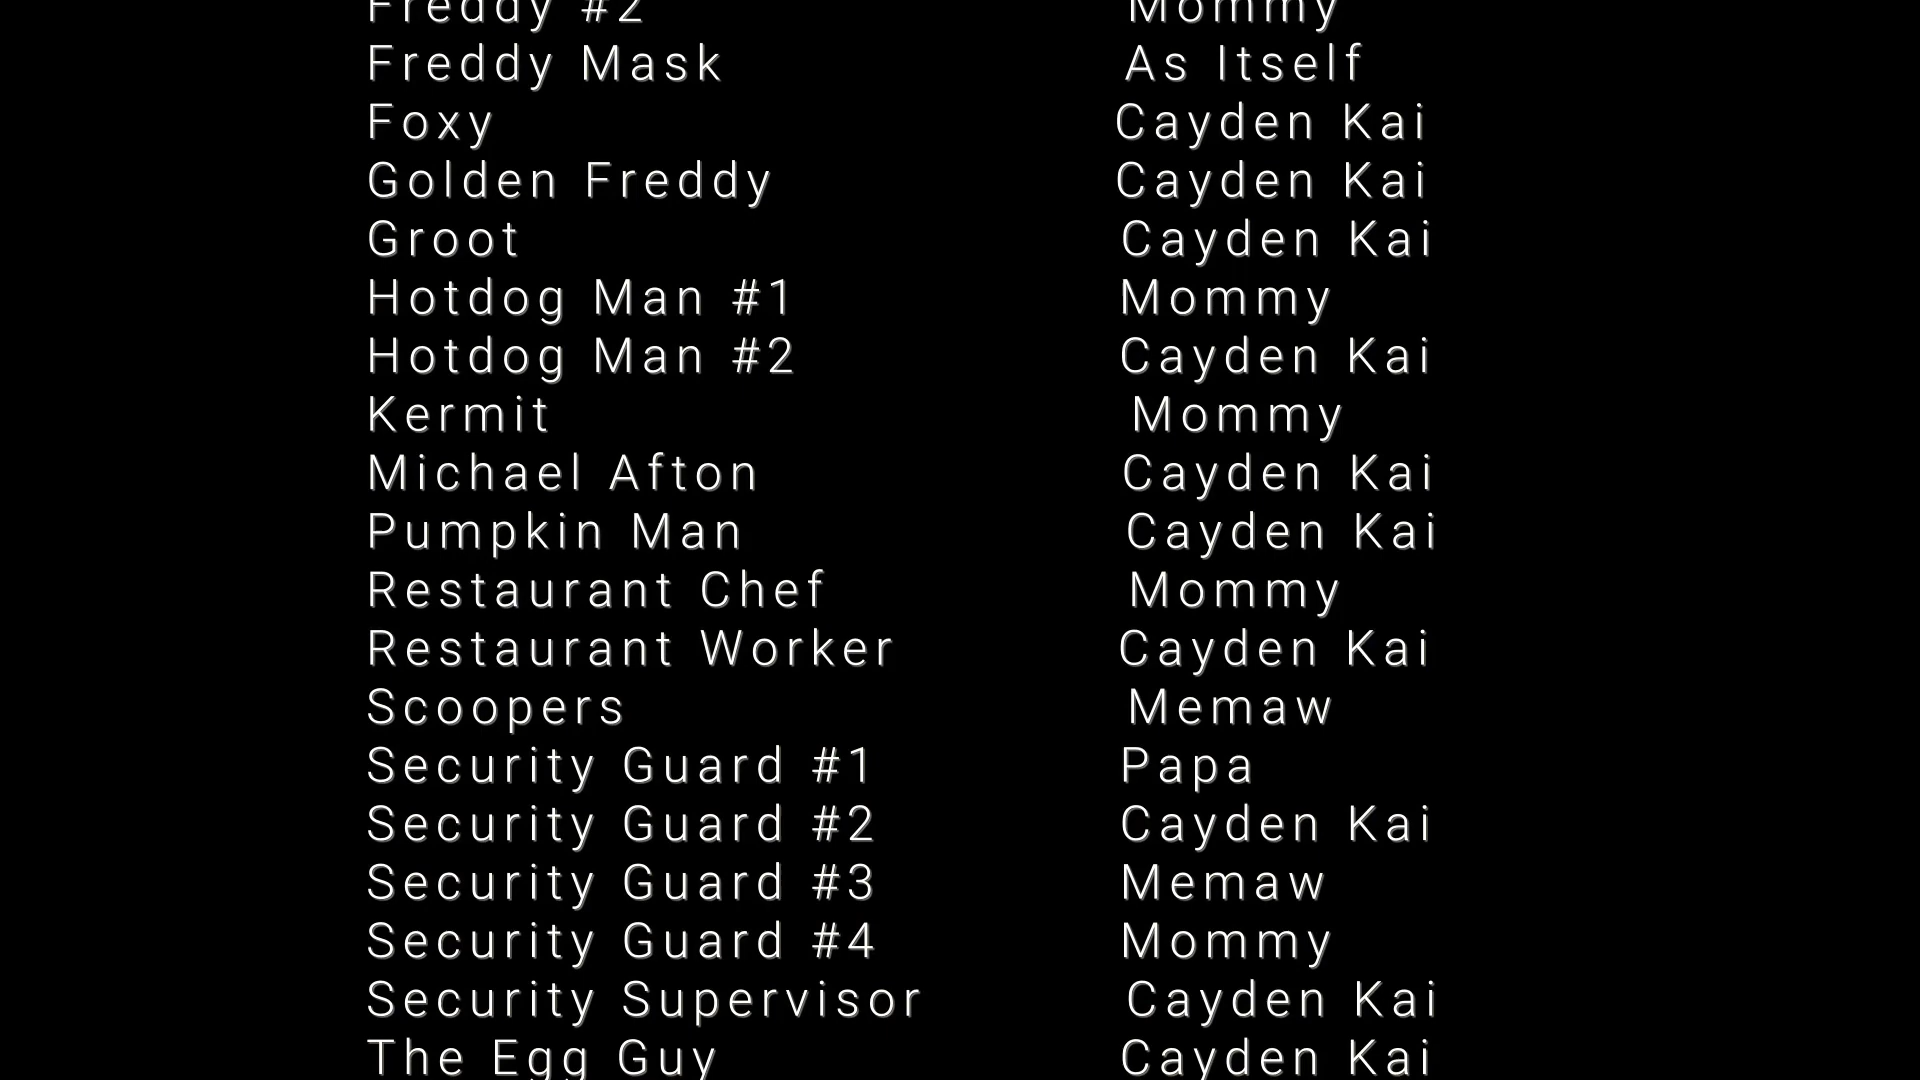 Freddy #2 Mommy
Freddy Mask As Itself
Foxy Cayden Kai
Golden Freddy Cayden Kai
Groot Cayden Kai
Hotdog Man #1 Mommy
Hotdog Man #2 Cayden Kai
Kermit Mommy
Michael Afton Cayden Kai
Pumpkin Man Cayden Kai
Restaurant Chef Mommy
Restaurant Worker Cayden Kai
Scoopers Memaw
Security Guard #1 Papa
Security Guard #2 Cayden Kai
Security Guard #3 Memaw
Security Guard #4 Mommy
Security Supervisor Cayden Kai
The Egg Guy Cayden Kai